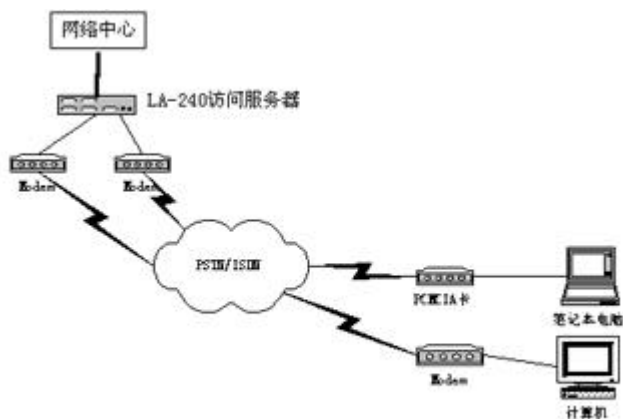 网络中心
LA-240访问服务器
Modem
Modem
PSTN/ISDN
PCMCIA卡
笔记本电脑
Modem
计算机